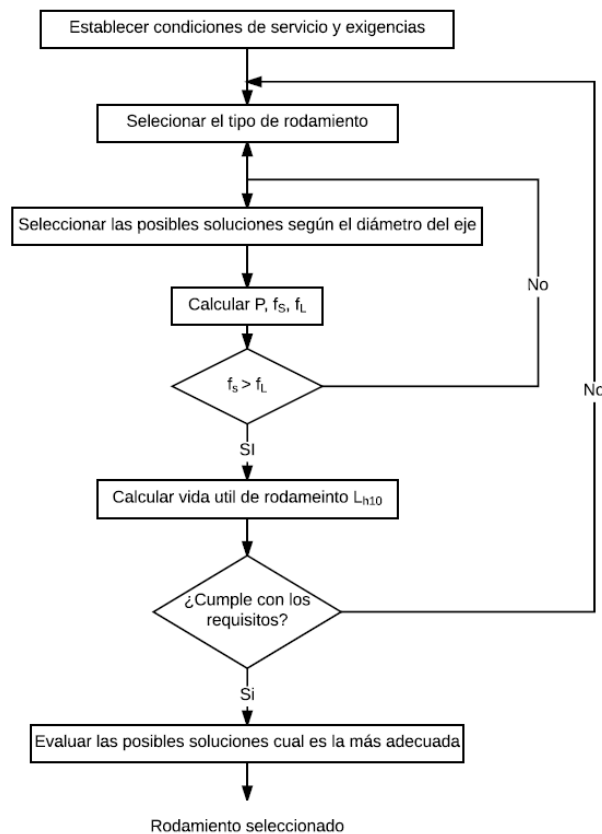 Establecer condiciones de servicio y exigencias
Selecionar el tipo de rodamiento
Seleccionar las posibles soluciones según el diámetro del eje
No
Calcular P, fS, fL
fs > fL
No
SI
Calcular vida util de rodameinto Lh10
¿Cumple con los
requisitos?
Si
Evaluar las posibles soluciones cual es la más adecuada
Rodamiento seleccionado